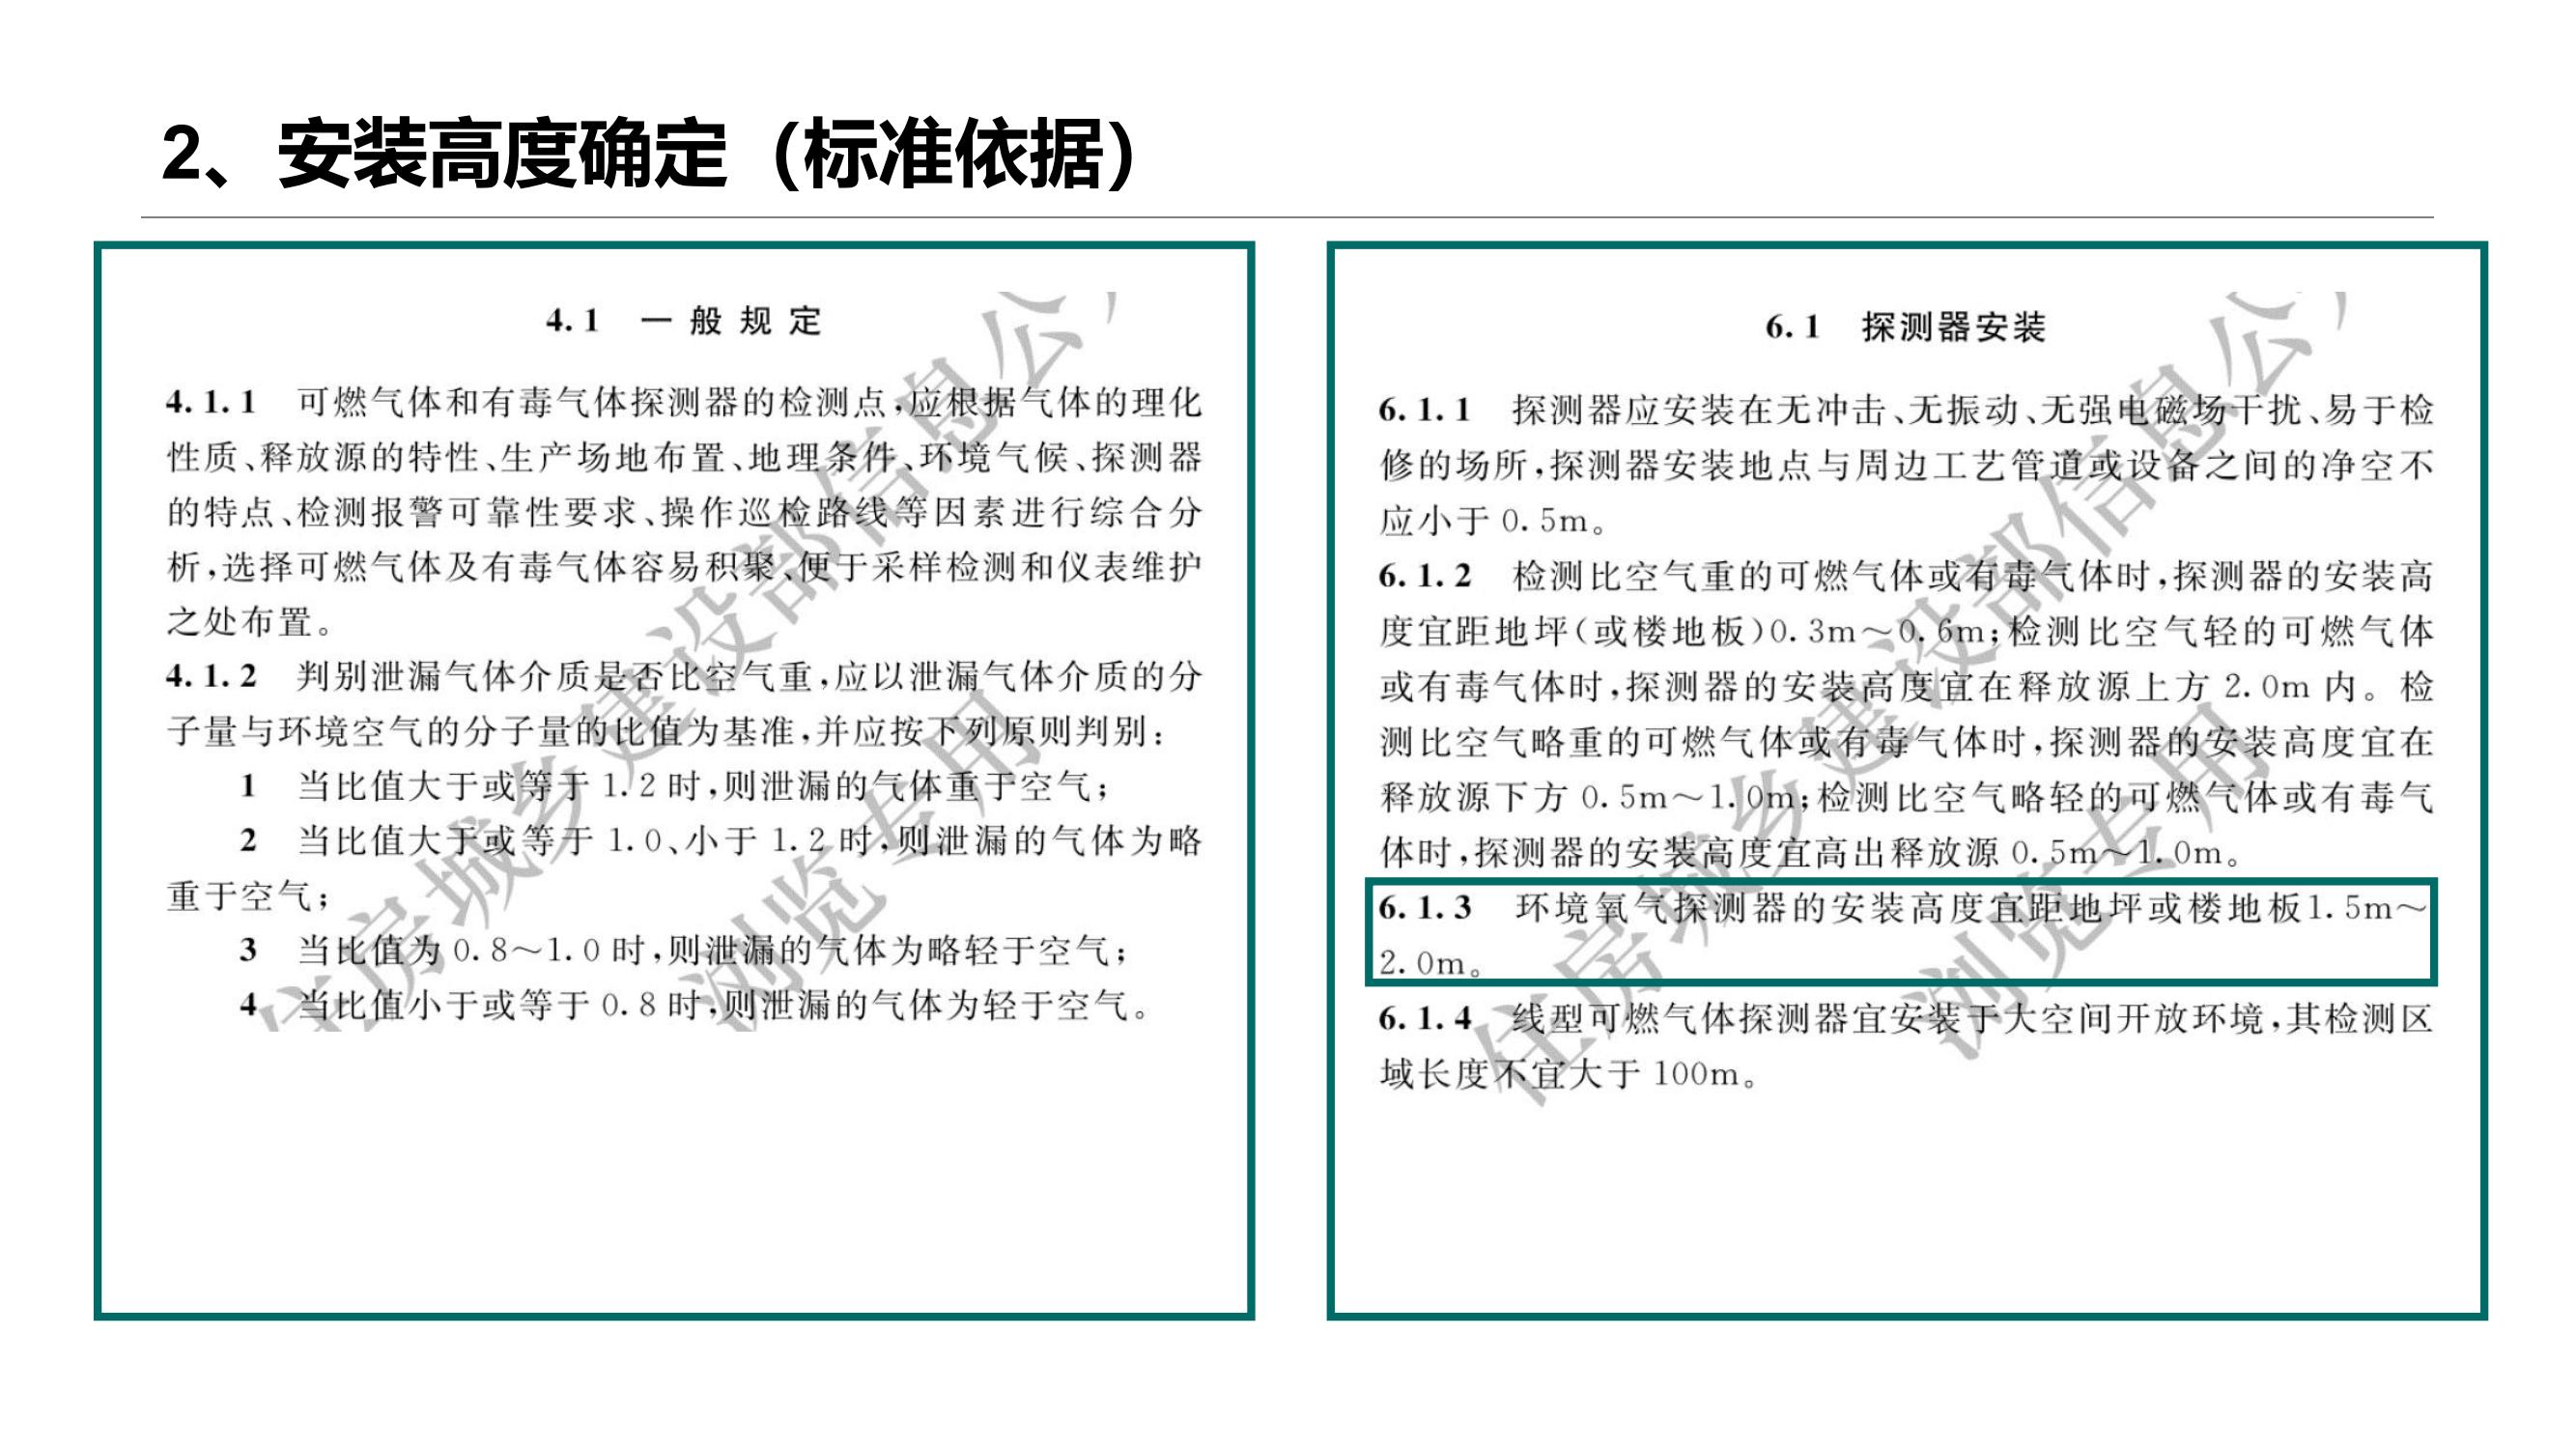 2、安装高度确定（标准依据）
4.1 一般规定
4.1.1 可燃气体和有毒气体探测器的检测点,应根据气体的理化
性质、释放源的特性、生产场地布置、地理条件、环境气候、探测器
的特点、检测报警可靠性要求、操作巡检路线等因素进行综合分
析,选择可燃气体及有毒气体容易积聚、便于采样检测和仪表维护
之处布置。
4.1.2 判别泄漏气体介质是否比空气重,应以泄漏气体介质的分
子量与环境空气的分子量的比值为基准,并应按下列原则判别:
1 当比值大于或等于1.2时,则泄漏的气体重于空气;
2 当比值大于或等于1.0、小于1.2时,则泄漏的气体为略
重于空气;
3 当比值为0.8～1.0时,则泄漏的气体为略轻于空气;
4 当比值小于或等于0.8时,则泄漏的气体为轻于空气。
住房城乡建设部信息公
浏览专用
6.1 探测器安装
6.1.1 探测器应安装在无冲击、无振动、无强电磁场干扰、易于检
修的场所,探测器安装地点与周边工艺管道或设备之间的净空不
应小于0.5m。
6.1.2 检测比空气重的可燃气体或有毒气体时,探测器的安装高
度宜距地坪(或楼地板)0.3m～0.6m;检测比空气轻的可燃气体
或有毒气体时,探测器的安装高度宜在释放源上方2.0m内。检
测比空气略重的可燃气体或有毒气体时,探测器的安装高度宜在
释放源下方0.5m～1.0m;检测比空气略轻的可燃气体或有毒气
体时,探测器的安装高度宜高出释放源0.5m～1.0m。
6.1.3 环境氧气探测器的安装高度宜距地坪或楼地板1.5m～
2.0m。
6.1.4 线型可燃气体探测器宜安装于大空间开放环境,其检测区
域长度不宜大于100m。
住房城乡建设部信息公
浏览专用